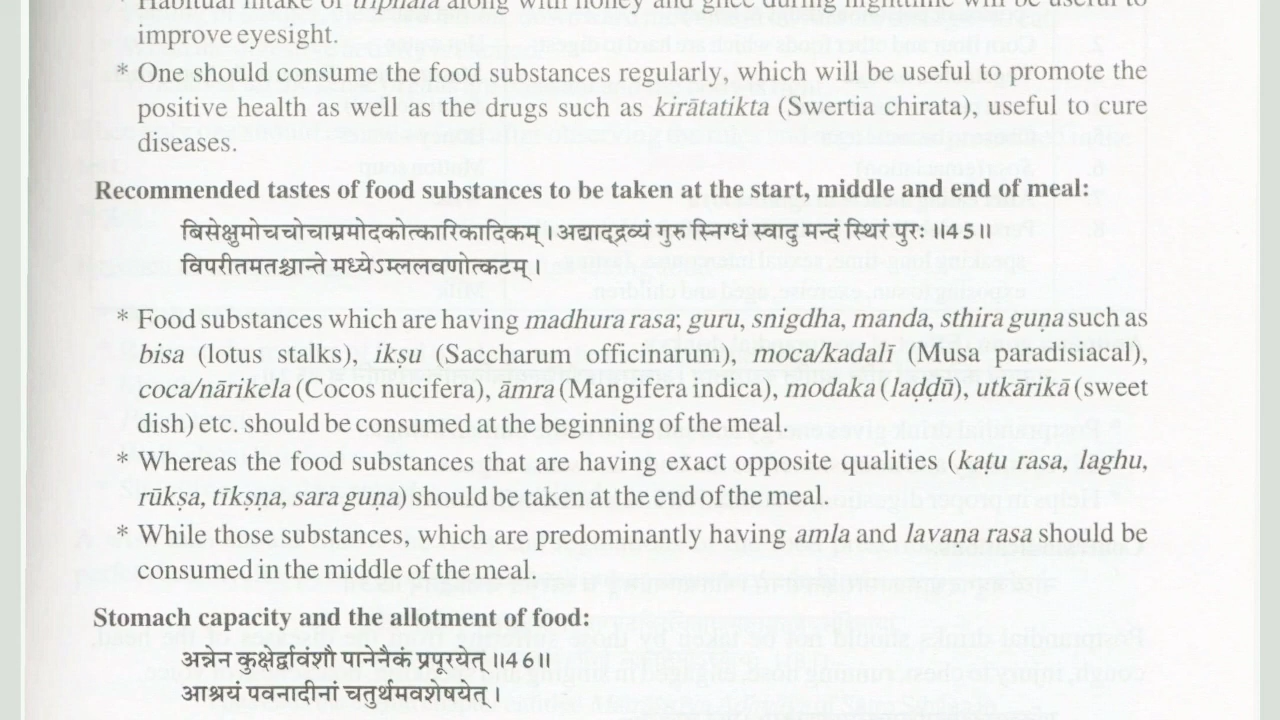 Habitual intake of triphala along with honey and ghee during nighttime will be useful to
improve eyesight.
* One should consume the food substances regularly, which will be useful to promote the
positive health as well as the drugs such as kirātatikta (Swertia chirata), useful to cure
diseases.
Recommended tastes of food substances to be taken at the start, middle and end of meal:
बिसेक्षुमोचचोचाम्रमोदकोत्कारिकादिकम् । अद्याद्द्रव्यं गुरु स्निग्धं स्वादु मन्दं स्थिरं पुरः ॥45॥
विपरीतमतश्चान्ते मध्येऽम्ललवणोत्कटम् ।
* Food substances which are having madhura rasa; guru, snigdha, manda, sthira guṇa such as
bisa (lotus stalks), ikṣu (Saccharum officinarum), moca/kadalī (Musa paradisiacal),
coca/nārikela (Cocos nucifera), āmra (Mangifera indica), modaka (laḍḍū), utkārikā (sweet
dish) etc. should be consumed at the beginning of the meal.
* Whereas the food substances that are having exact opposite qualities (kaṭu rasa, laghu,
rūkṣa, tīkṣṇa, sara guṇa) should be taken at the end of the meal.
* While those substances, which are predominantly having amla and lavaṇa rasa should be
consumed in the middle of the meal.
Stomach capacity and the allotment of food:
अन्नेन कुक्षेर्द्वावंशौ पानेनैकं प्रपूरयेत् ॥46॥
आश्रयं पवनादीनां चतुर्थमवशेषयेत् ।